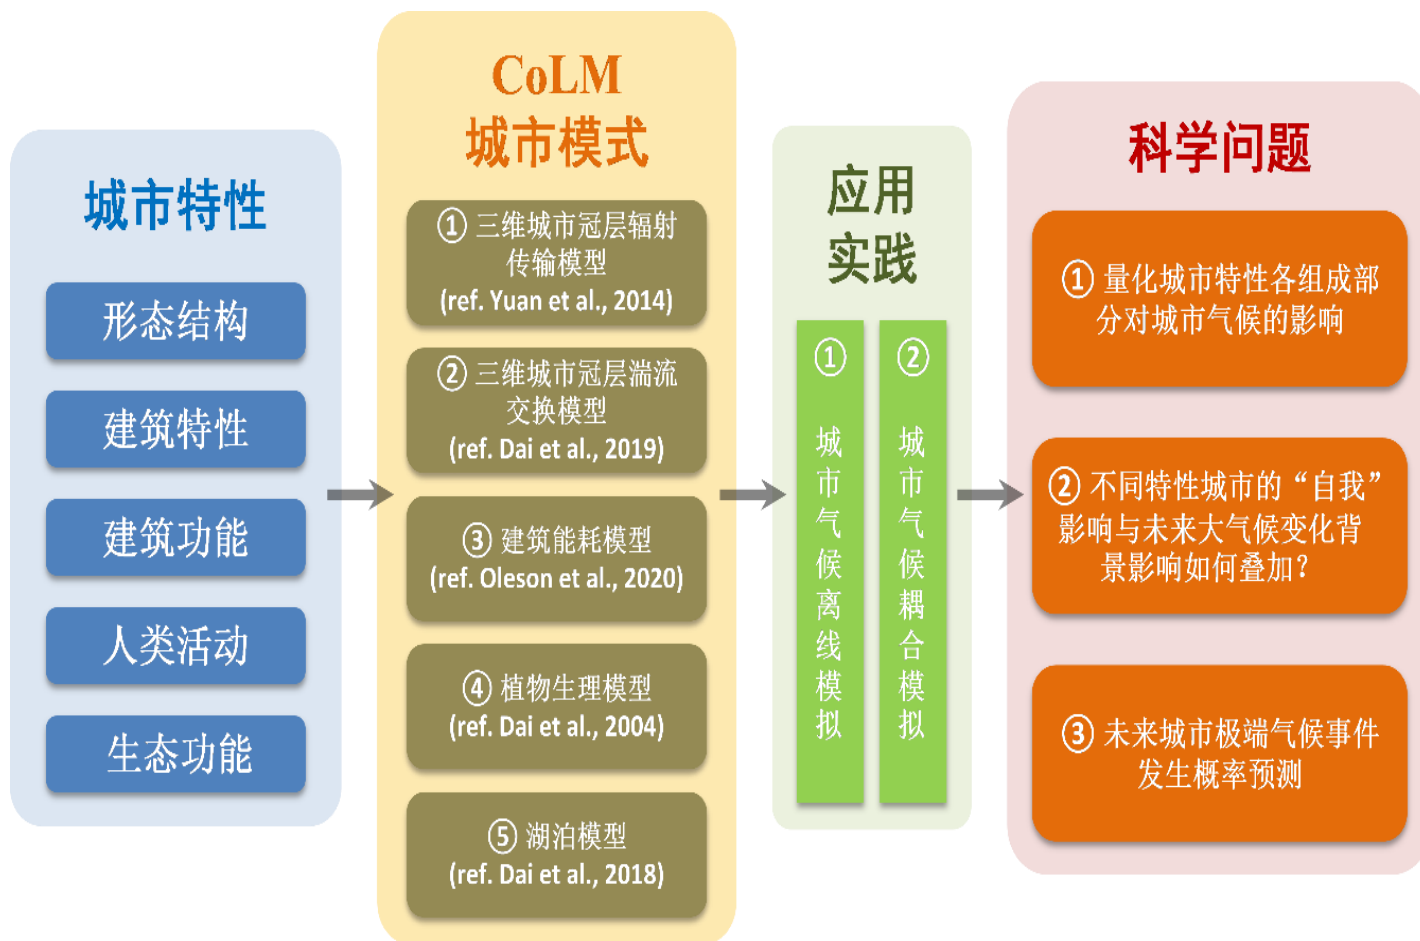 城市特性
形态结构
建筑特性
建筑功能
人类活动
生态功能
CoLM
城市模式
① 三维城市冠层辐射
传输模型
(ref. Yuan et al., 2014)
② 三维城市冠层湍流
交换模型
(ref. Dai et al., 2019)
③ 建筑能耗模型
(ref. Oleson et al., 2020)
④ 植物生理模型
(ref. Dai et al., 2004)
⑤ 湖泊模型
(ref. Dai et al., 2018)
应用
实践
① 城市气候离线模拟
② 城市气候耦合模拟
科学问题
① 量化城市特性各组成部
分对城市气候的影响
② 不同特性城市的“自我”
影响与未来大气候变化背
景影响如何叠加?
③ 未来城市极端气候事件
发生概率预测